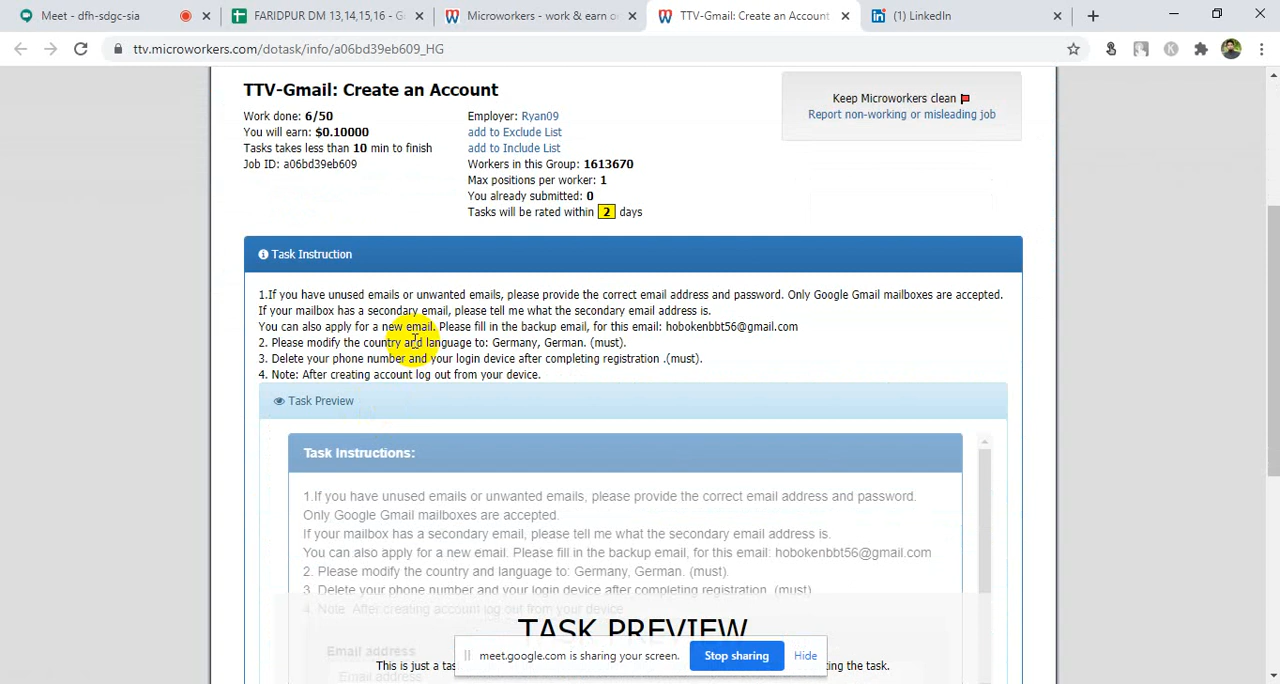 Meet - dfh-sdgc-sia
FARIDPUR DM 13,14,15,16 - G
Microworkers - work & earn o
TTV-Gmail: Create an Account
(1) LinkedIn
ttv.microworkers.com/dotask/info/a06bd39eb609_HG
TTV-Gmail: Create an Account
Work done: 6/50
You will earn: $0.10000
Tasks takes less than 10 min to finish
Job ID: a06bd39eb609
Employer: Ryan09
add to Exclude List
add to Include List
Workers in this Group: 1613670
Max positions per worker: 1
You already submitted: 0
Tasks will be rated within 2 days
Keep Microworkers clean
Report non-working or misleading job
Task Instruction
1.If you have unused emails or unwanted emails, please provide the correct email address and password. Only Google Gmail mailboxes are accepted.
If your mailbox has a secondary email, please tell me what the secondary email address is.
You can also apply for a new email. Please fill in the backup email, for this email: hobokenbbt56@gmail.com
2. Please modify the country and language to: Germany, German. (must).
3. Delete your phone number and your login device after completing registration .(must).
4. Note: After creating account log out from your device.
Task Preview
Task Instructions:
1.If you have unused emails or unwanted emails, please provide the correct email address and password.
Only Google Gmail mailboxes are accepted.
If your mailbox has a secondary email, please tell me what the secondary email address is.
You can also apply for a new email. Please fill in the backup email, for this email: hobokenbbt56@gmail.com
2. Please modify the country and language to: Germany, German. (must).
3. Delete your phone number and your login device after completing registration .(must).
4. Note: After creating account log out from your device.
TASK PREVIEW
Email address
This is just a tas
ing the task.
Email address
meet.google.com is sharing your screen.
Stop sharing
Hide